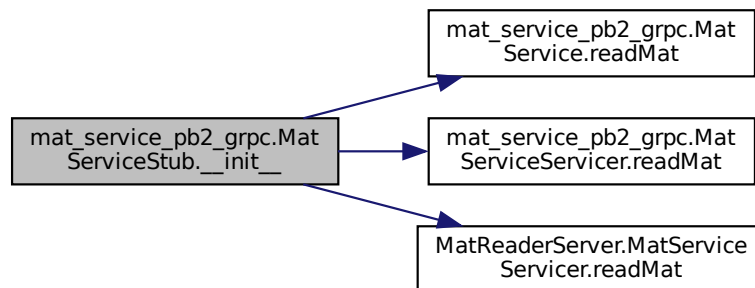 mat_service_pb2_grpc.Mat
Service.readMat
mat_service_pb2_grpc.Mat
ServiceStub.__init__
mat_service_pb2_grpc.Mat
ServiceServicer.readMat
MatReaderServer.MatService
Servicer.readMat